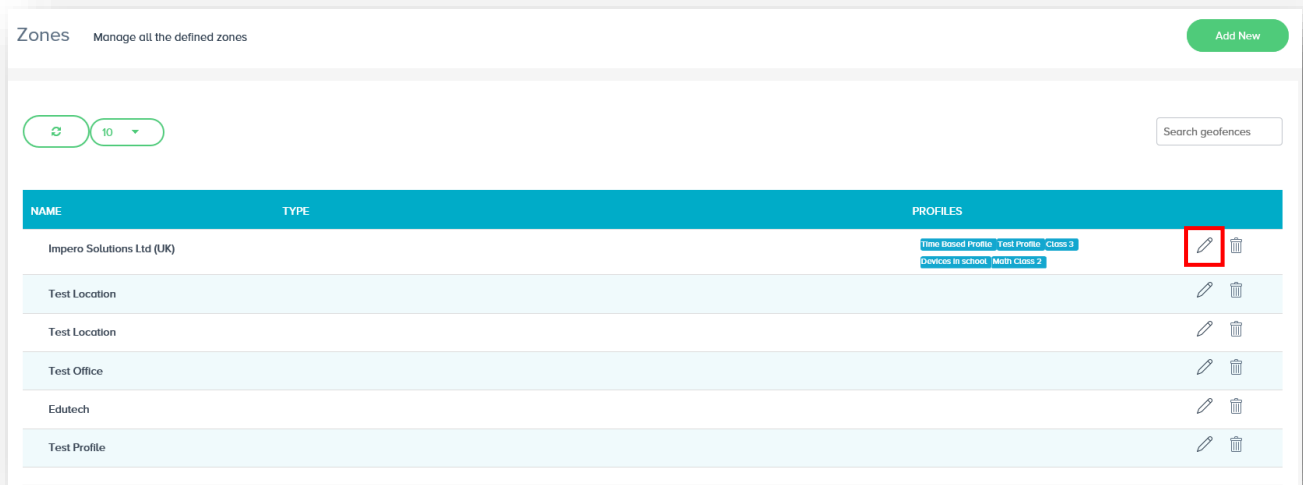 Zones Manage all the defined zones Add New
10 Search geofences
NAME TYPE PROFILES
Impero Solutions Ltd (UK) Time Based Profile Test Profile Class 3
Devices in school Math Class 2
Test Location
Test Location
Test Office
Edutech
Test Profile